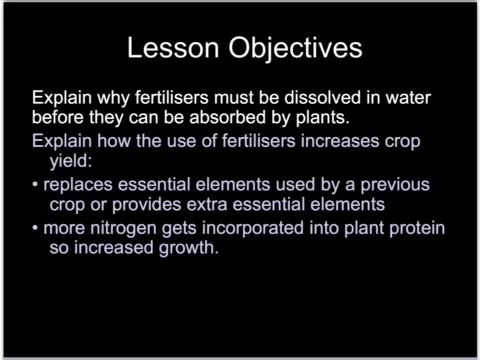 Lesson Objectives
Explain why fertilisers must be dissolved in water
before they can be absorbed by plants.
Explain how the use of fertilisers increases crop
yield:
• replaces essential elements used by a previous
crop or provides extra essential elements
• more nitrogen gets incorporated into plant protein
so increased growth.